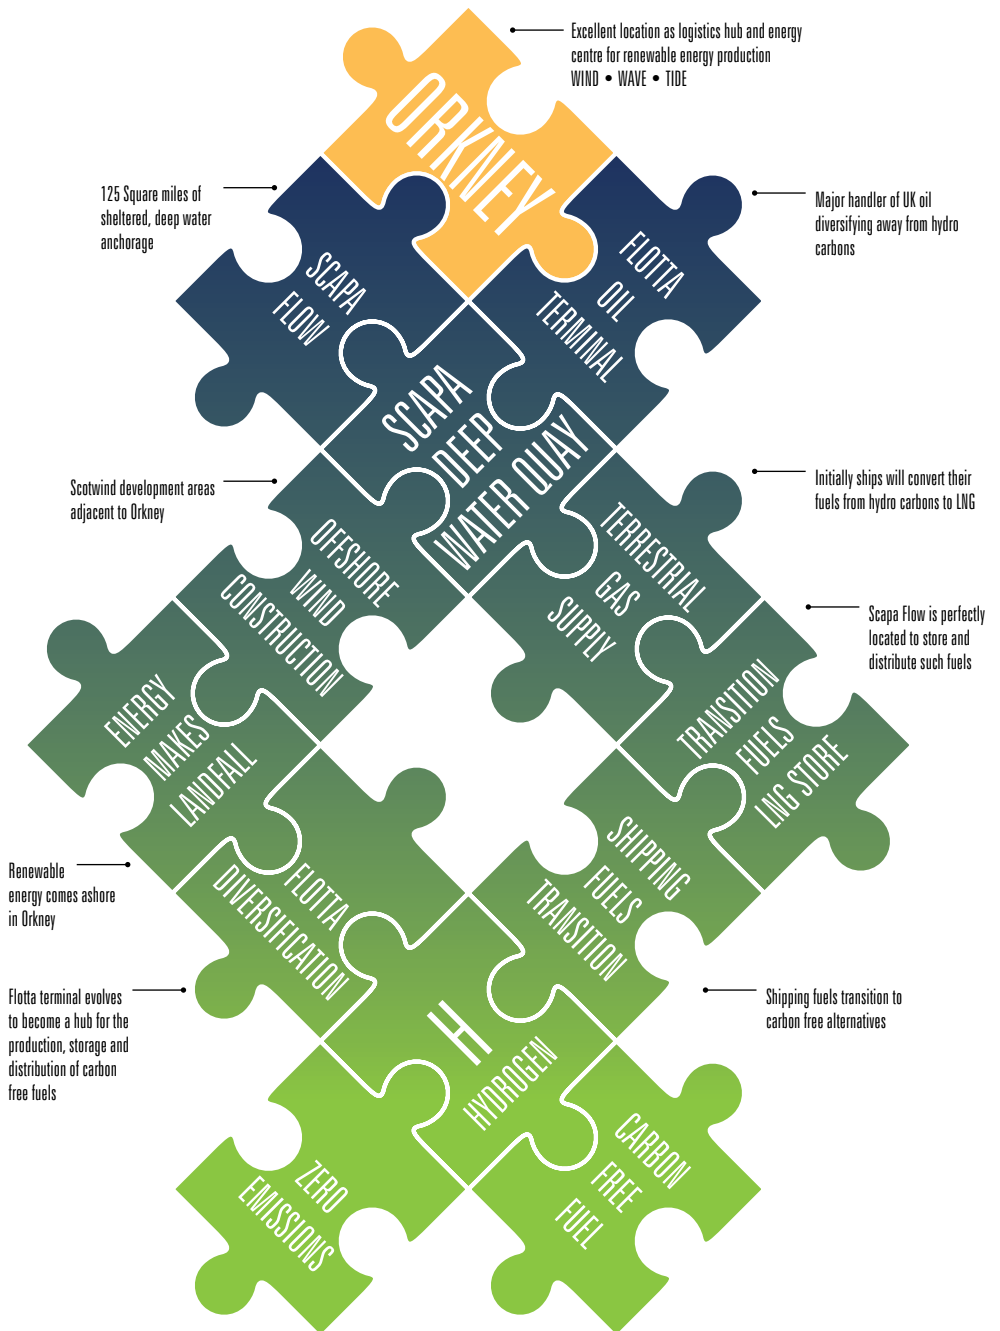 Excellent location as logistics hub and energy
centre for renewable energy production
WIND • WAVE • TIDE
ORKNEY
125 Square miles of
sheltered, deep water
anchorage
Major handler of UK oil
diversifying away from hydro
carbons
SCAPA
FLOW
FLOTTA
OIL
TERMINAL
SCAPA
DEEP
WATER QUAY
Scotwind development areas
adjacent to Orkney
Initially ships will convert their
fuels from hydro carbons to LNG
OFFSHORE
WIND
CONSTRUCTION
TERRESTRIAL
GAS
SUPPLY
Scapa Flow is perfectly
located to store and
distribute such fuels
ENERGY
MAKES
LANDFALL
TRANSITION
FUELS
LNG STORE
Renewable
energy comes ashore
in Orkney
FLOTTA
DIVERSIFICATION
SHIPPING
FUELS
TRANSITION
Flotta terminal evolves
to become a hub for the
production, storage and
distribution of carbon
free fuels
Shipping fuels transition to
carbon free alternatives
H
HYDROGEN
ZERO
EMISSIONS
CARBON
FREE
FUEL